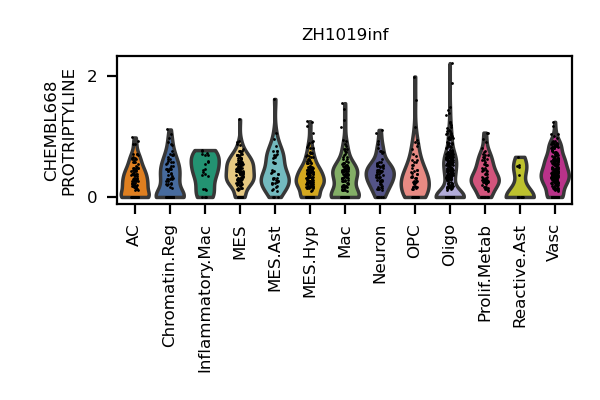 ZH1019inf
CHEMBL668
PROTRIPTYLINE
2
0
AC
Chromatin.Reg
Inflammatory.Mac
MES
MES.Ast
MES.Hyp
Mac
Neuron
OPC
Oligo
Prolif.Metab
Reactive.Ast
Vasc